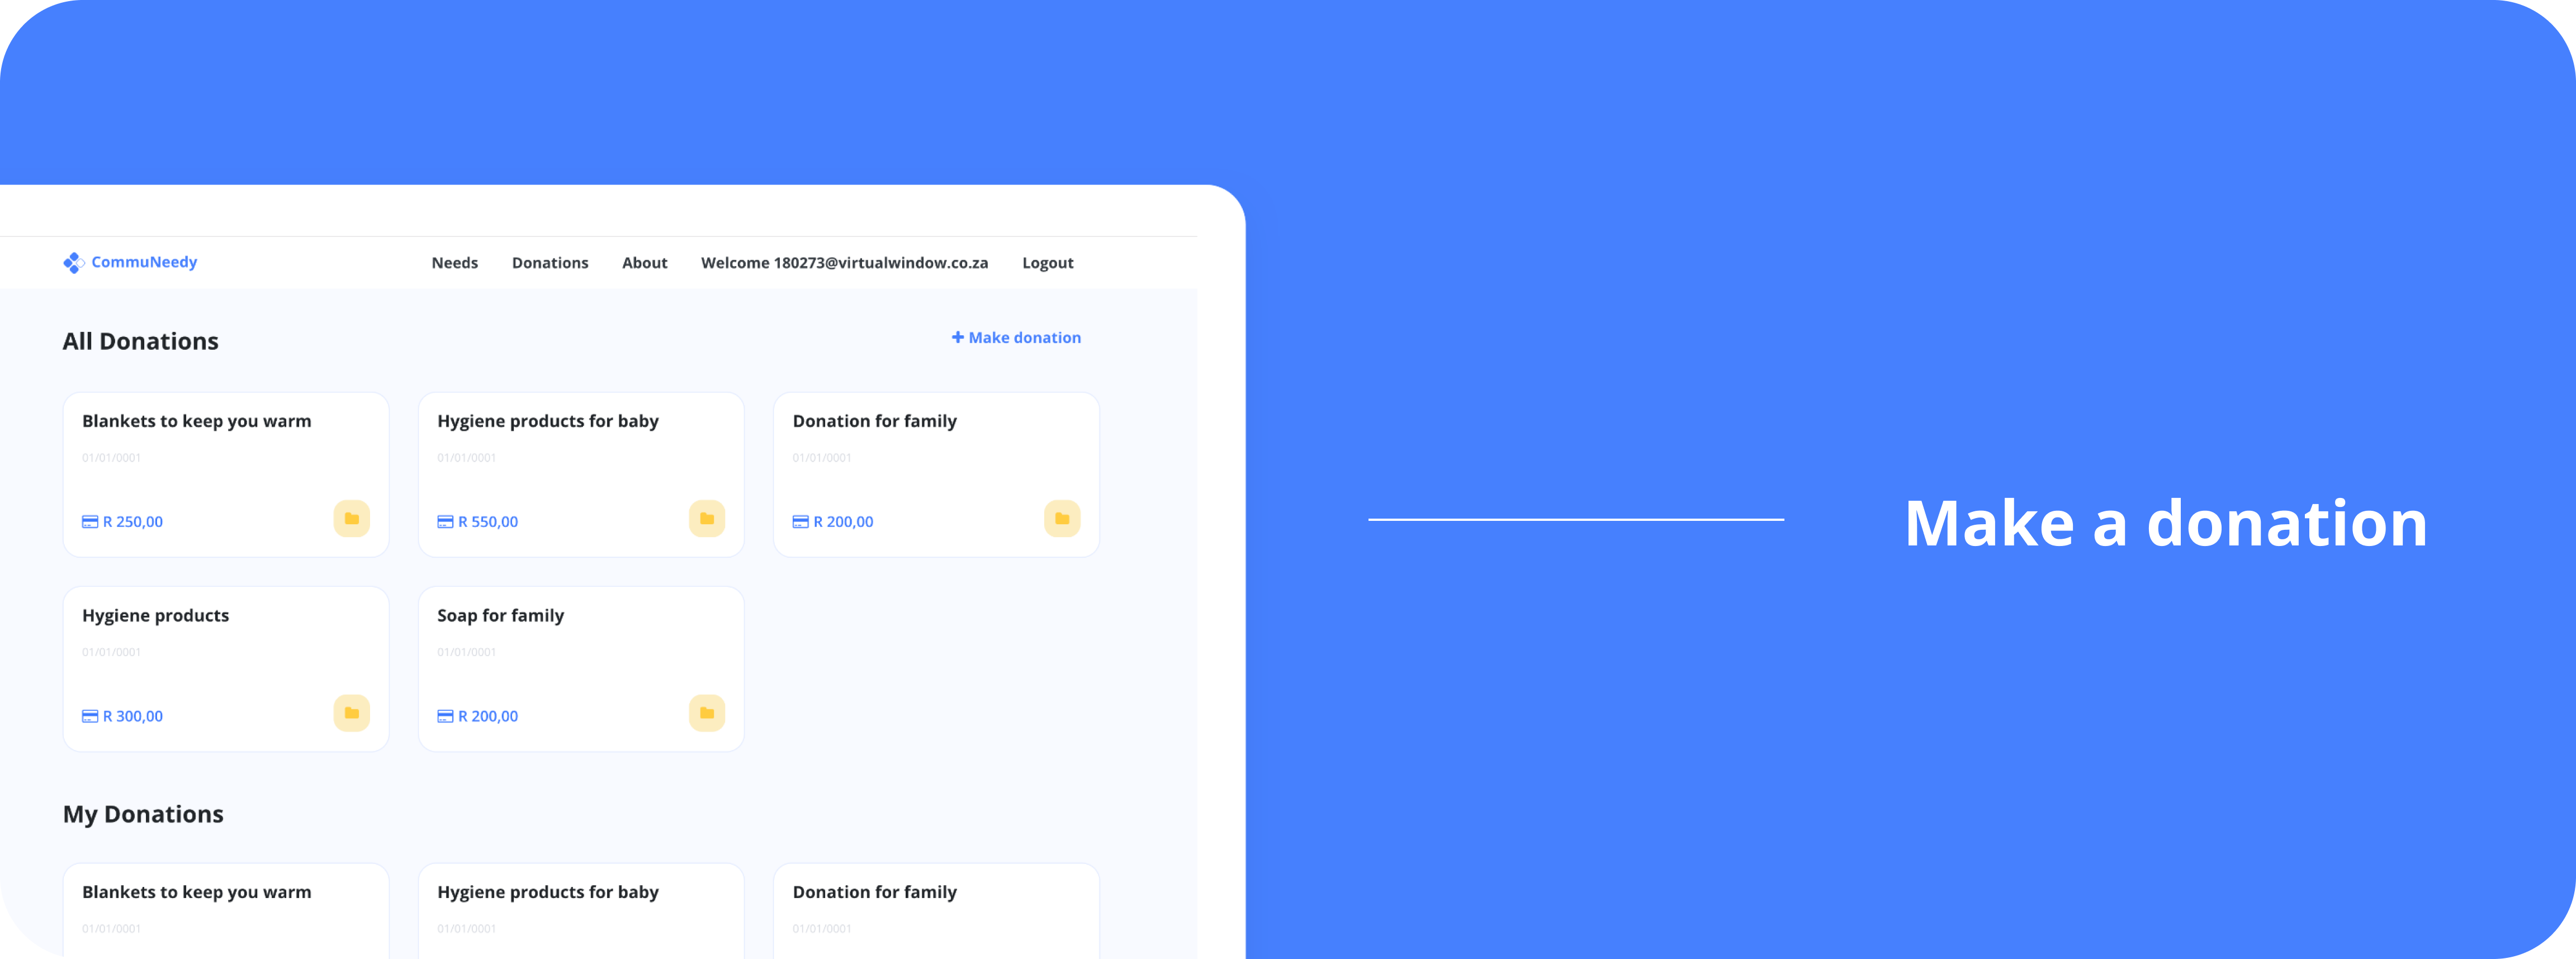 CommuNeedy
Needs Donations About Welcome 180273@virtualwindow.co.za Logout
All Donations
Make donation
Blankets to keep you warm
01/01/0001
R 250,00
Hygiene products for baby
01/01/0001
R 550,00
Donation for family
01/01/0001
R 200,00
Hygiene products
01/01/0001
R 300,00
Soap for family
01/01/0001
R 200,00
My Donations
Blankets to keep you warm
01/01/0001
Hygiene products for baby
01/01/0001
Donation for family
01/01/0001
Make a donation